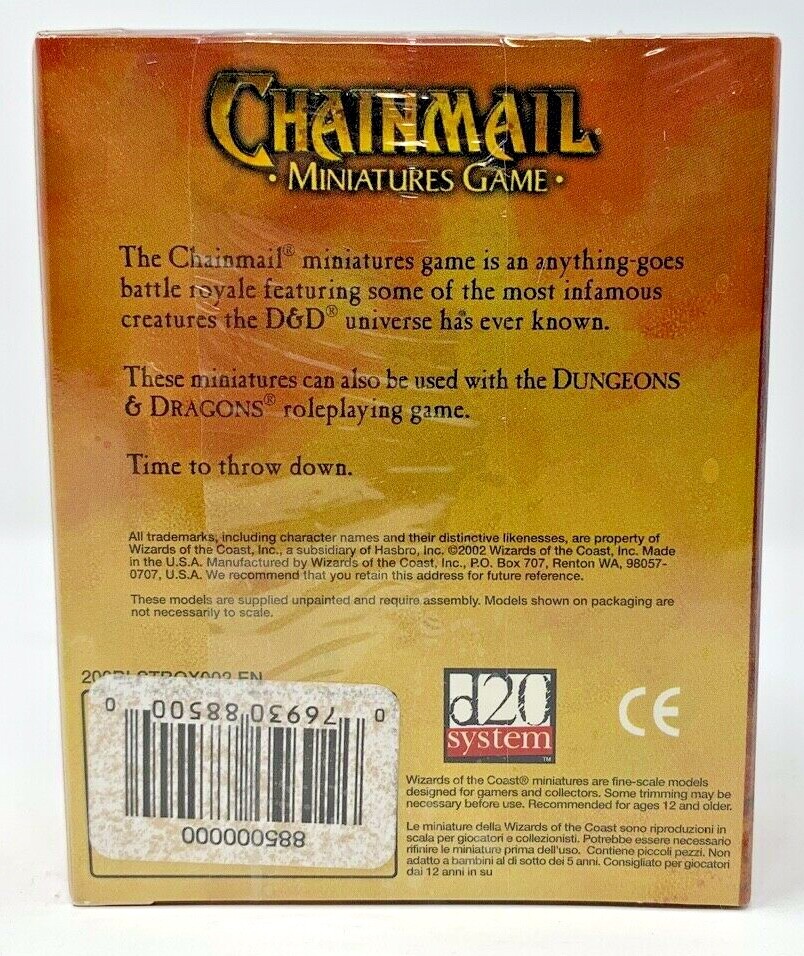 CHAINMAIL®
• MINIATURES GAME •
The Chainmail® miniatures game is an anything-goes
battle royale featuring some of the most infamous
creatures the D&D® universe has ever known.
These miniatures can also be used with the DUNGEONS
& DRAGONS® roleplaying game.
Time to throw down.
All trademarks, including character names and their distinctive likenesses, are property of
Wizards of the Coast, Inc., a subsidiary of Hasbro, Inc. ©2002 Wizards of the Coast, Inc. Made
in the U.S.A. Manufactured by Wizards of the Coast, Inc., P.O. Box 707, Renton WA, 98057-
0707, U.S.A. We recommend that you retain this address for future reference.
These models are supplied unpainted and require assembly. Models shown on packaging are
not necessarily to scale.
EN
0 76930 88500 0
885000000
d20
system
TM
CE
Wizards of the Coast® miniatures are fine-scale models
designed for gamers and collectors. Some trimming may be
necessary before use. Recommended for ages 12 and older.
Le miniature della Wizards of the Coast sono riproduzioni in
scala per giocatori e collezionisti. Potrebbe essere necessario
rifinire le miniature prima dell'uso. Contiene piccoli pezzi. Non
adatto a bambini al di sotto dei 5 anni. Consigliato per giocatori
dai 12 anni in su